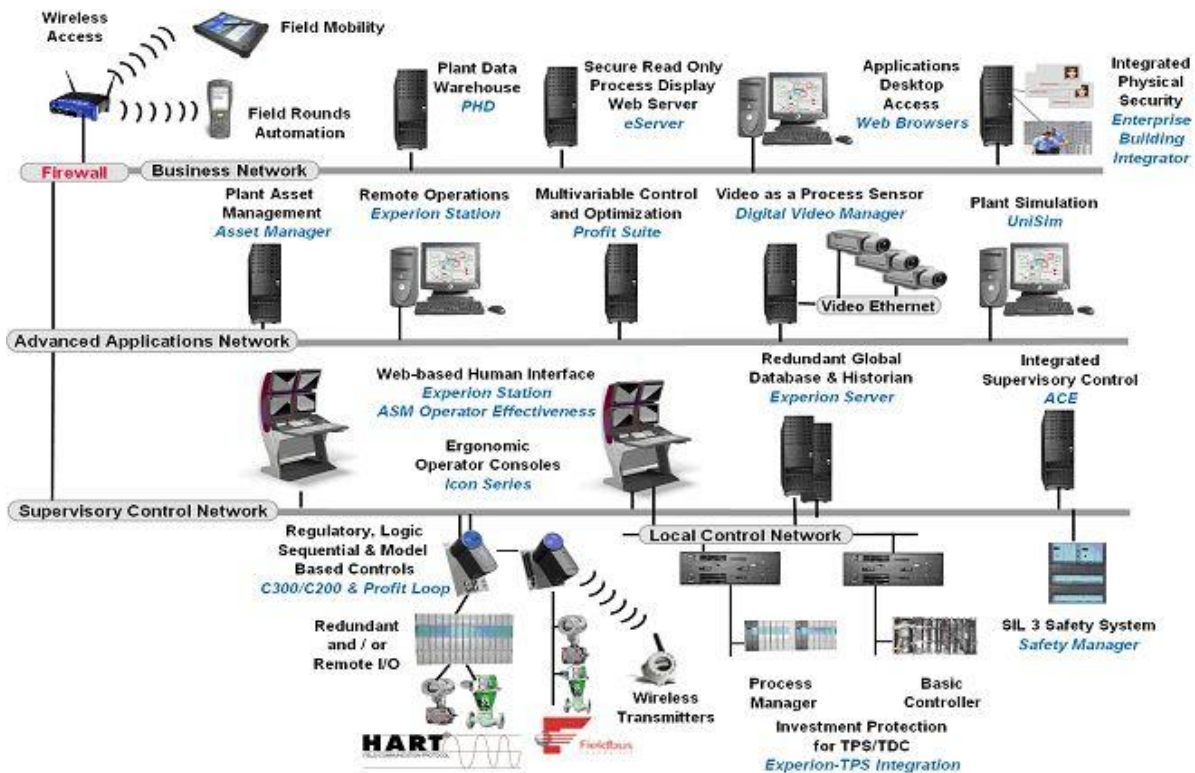 Wireless
Access
Field Mobility
Field Rounds
Automation
Plant Data
Warehouse
PHD
Secure Read Only
Process Display
Web Server
eServer
Applications
Desktop
Access
Web Browsers
Integrated
Physical
Security
Enterprise
Building
Integrator
Firewall
Business Network
Plant Asset
Management
Asset Manager
Remote Operations
Experion Station
Multivariable Control
and Optimization
Profit Suite
Video as a Process Sensor
Digital Video Manager
Plant Simulation
UniSim
Video Ethernet
Advanced Applications Network
Web-based Human Interface
Experion Station
ASM Operator Effectiveness
Ergonomic
Operator Consoles
Icon Series
Redundant Global
Database & Historian
Experion Server
Integrated
Supervisory Control
ACE
Supervisory Control Network
Regulatory, Logic
Sequential & Model
Based Controls
C300/C200 & Profit Loop
Local Control Network
Redundant
and / or
Remote I/O
Wireless
Transmitters
Process
Manager
Basic
Controller
SIL 3 Safety System
Safety Manager
Investment Protection
for TPS/TDC
Experion-TPS Integration
HART
Fieldbus